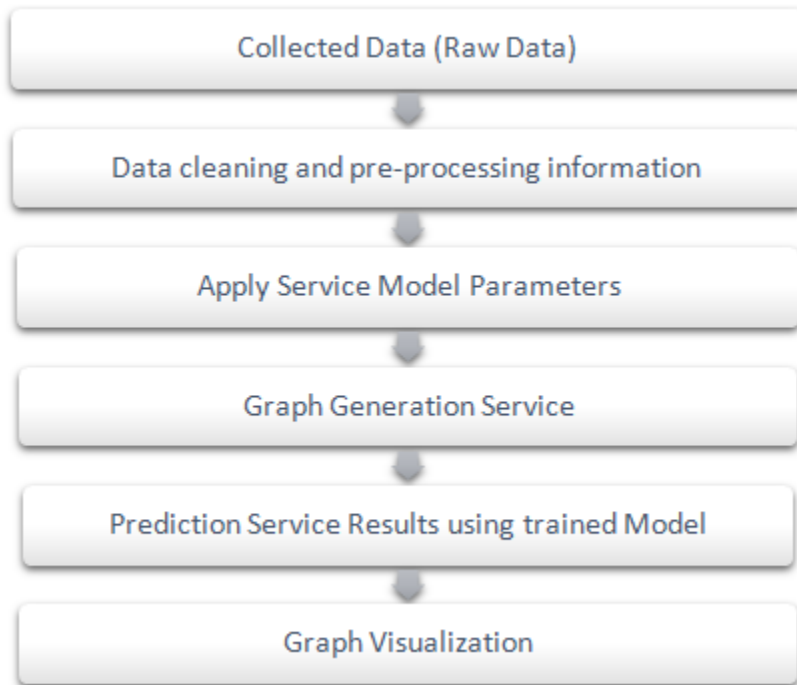 Collected Data (Raw Data)
Data cleaning and pre-processing information
Apply Service Model Parameters
Graph Generation Service
Prediction Service Results using trained Model
Graph Visualization